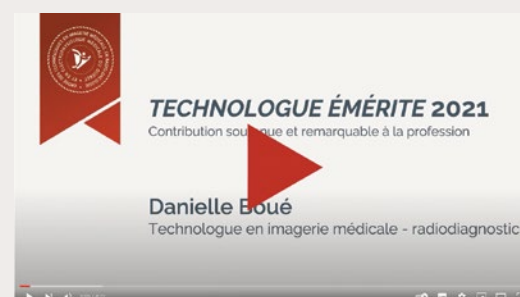 TECHNOLOGUE ÉMÉRITE 2021
Contribution et remarquable à la profession
Danielle Boué
Technologue en imagerie médicale - radiodiagnostic